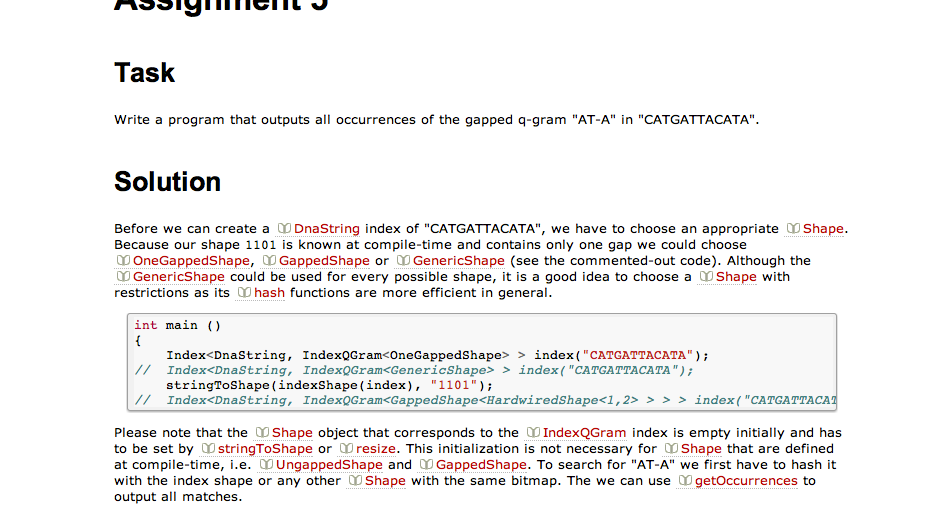 Assignment 5
Task
Write a program that outputs all occurrences of the gapped q-gram "AT-A" in "CATGATTACATA".
Solution
Before we can create a DnaString index of "CATGATTACATA", we have to choose an appropriate Shape.
Because our shape 1101 is known at compile-time and contains only one gap we could choose
OneGappedShape, GappedShape or GenericShape (see the commented-out code). Although the
GenericShape could be used for every possible shape, it is a good idea to choose a Shape with
restrictions as its hash functions are more efficient in general.
int main ()
{
    Index<DnaString, IndexQGram<OneGappedShape> > index("CATGATTACATA");
//  Index<DnaString, IndexQGram<GenericShape> > index("CATGATTACATA");
    stringToShape(indexShape(index), "1101");
//  Index<DnaString, IndexQGram<GappedShape<HardwiredShape<1,2> > > > index("CATGATTACAT
Please note that the Shape object that corresponds to the IndexQGram index is empty initially and has
to be set by stringToShape or resize. This initialization is not necessary for Shape that are defined
at compile-time, i.e. UngappedShape and GappedShape. To search for "AT-A" we first have to hash it
with the index shape or any other Shape with the same bitmap. The we can use getOccurrences to
output all matches.